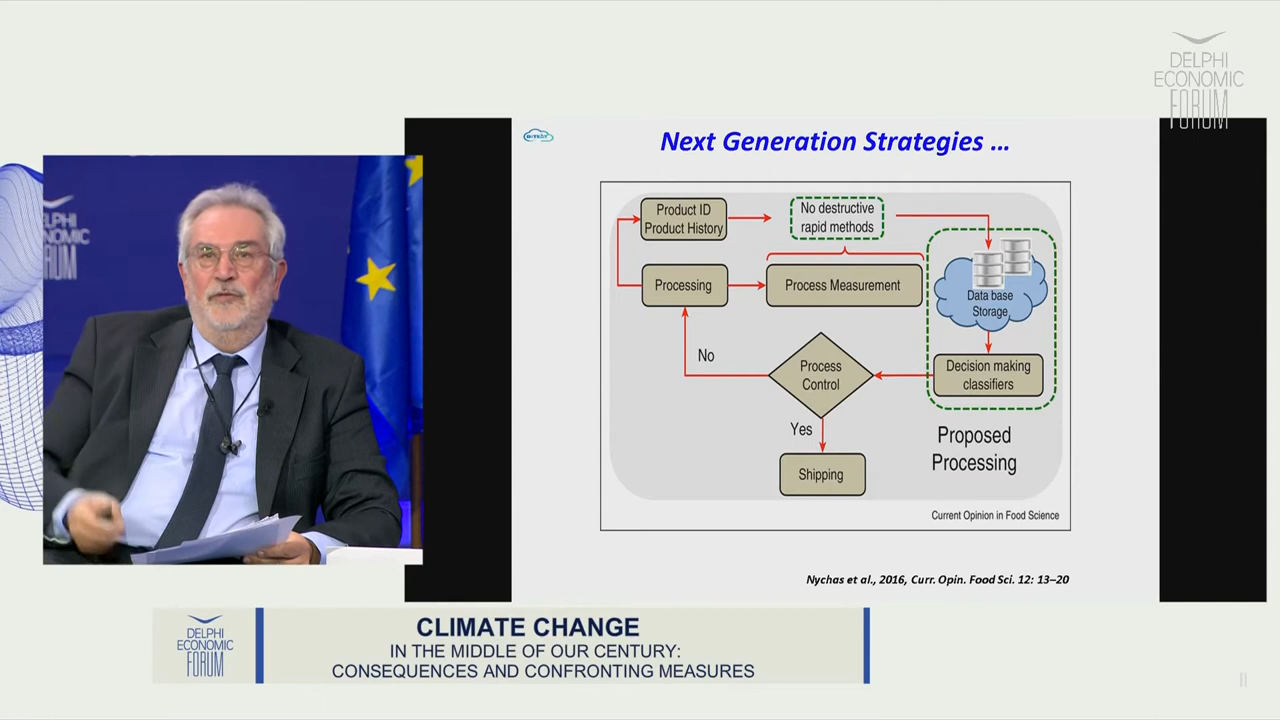 DELPHI
ECONOMIC
FORUM
ELPHI
ONOMIC
RUM
Next Generation Strategies ...
Product ID
Product History
No destructive
rapid methods
Processing
Process Measurement
Data base
Storage
No
Process
Control
Decision making
classifiers
Yes
Proposed
Processing
Shipping
Current Opinion in Food Science
Nychas et al., 2016, Curr. Opin. Food Sci. 12: 13–20
DELPHI
ECONOMIC
FORUM
CLIMATE CHANGE
IN THE MIDDLE OF OUR CENTURY:
CONSEQUENCES AND CONFRONTING MEASURES